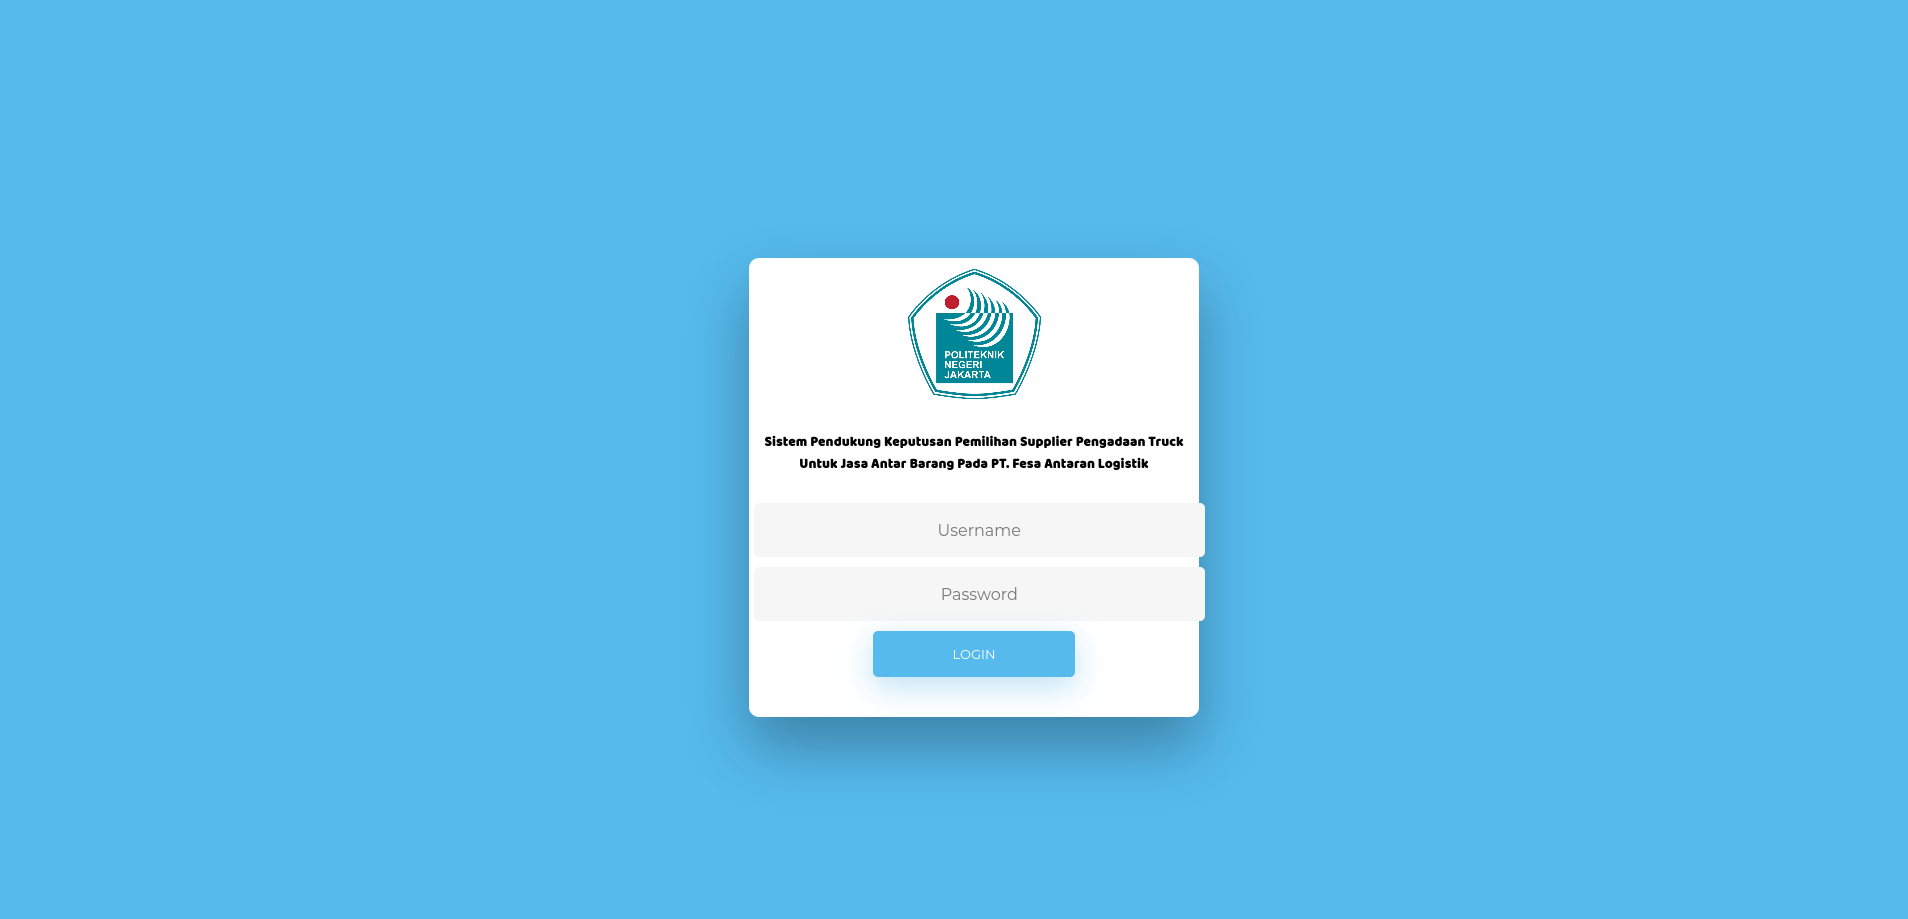 POLITEKNIK
NEGERI
JAKARTA
Sistem Pendukung Keputusan Pemilihan Supplier Pengadaan Truck
Untuk Jasa Antar Barang Pada PT. Fesa Antaran Logistik
Username
Password
LOGIN